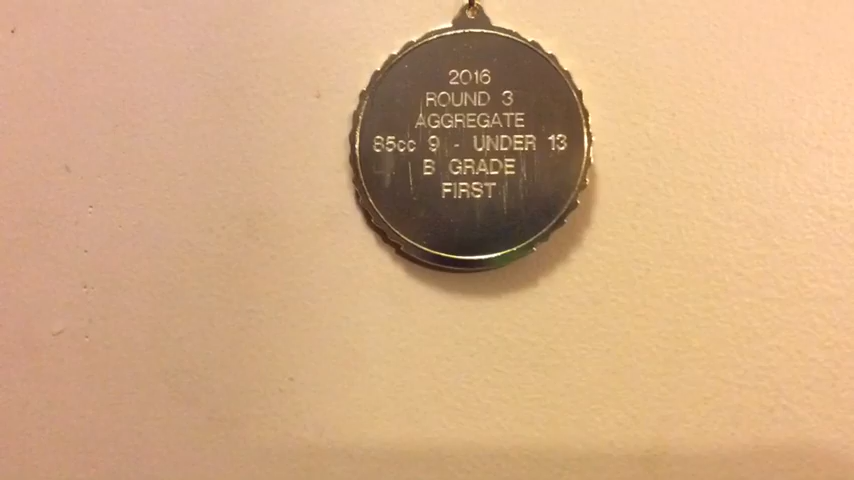 2016
ROUND 3
AGGREGATE
85cc 9 - UNDER 13
B GRADE
FIRST